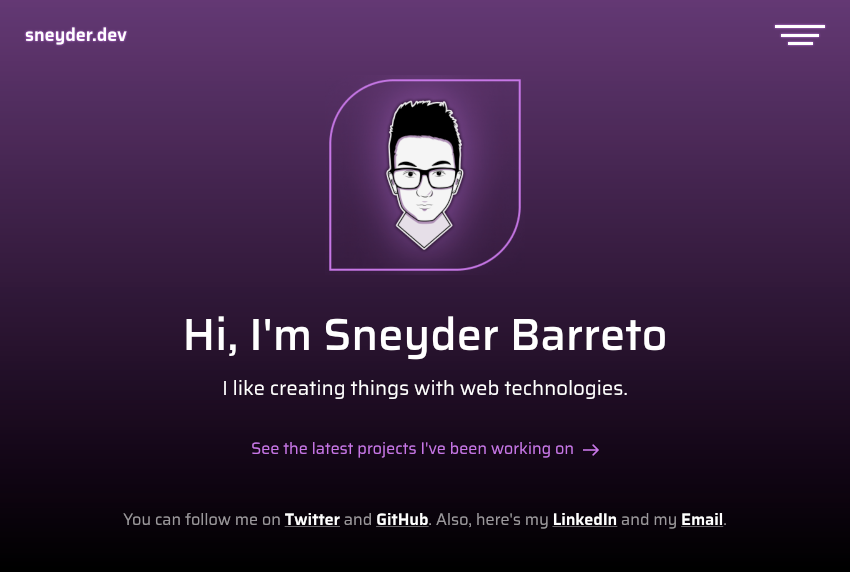 sneyder.dev
Hi, I'm Sneyder Barreto
I like creating things with web technologies.
See the latest projects I've been working on →
You can follow me on Twitter and GitHub. Also, here's my LinkedIn and my Email.